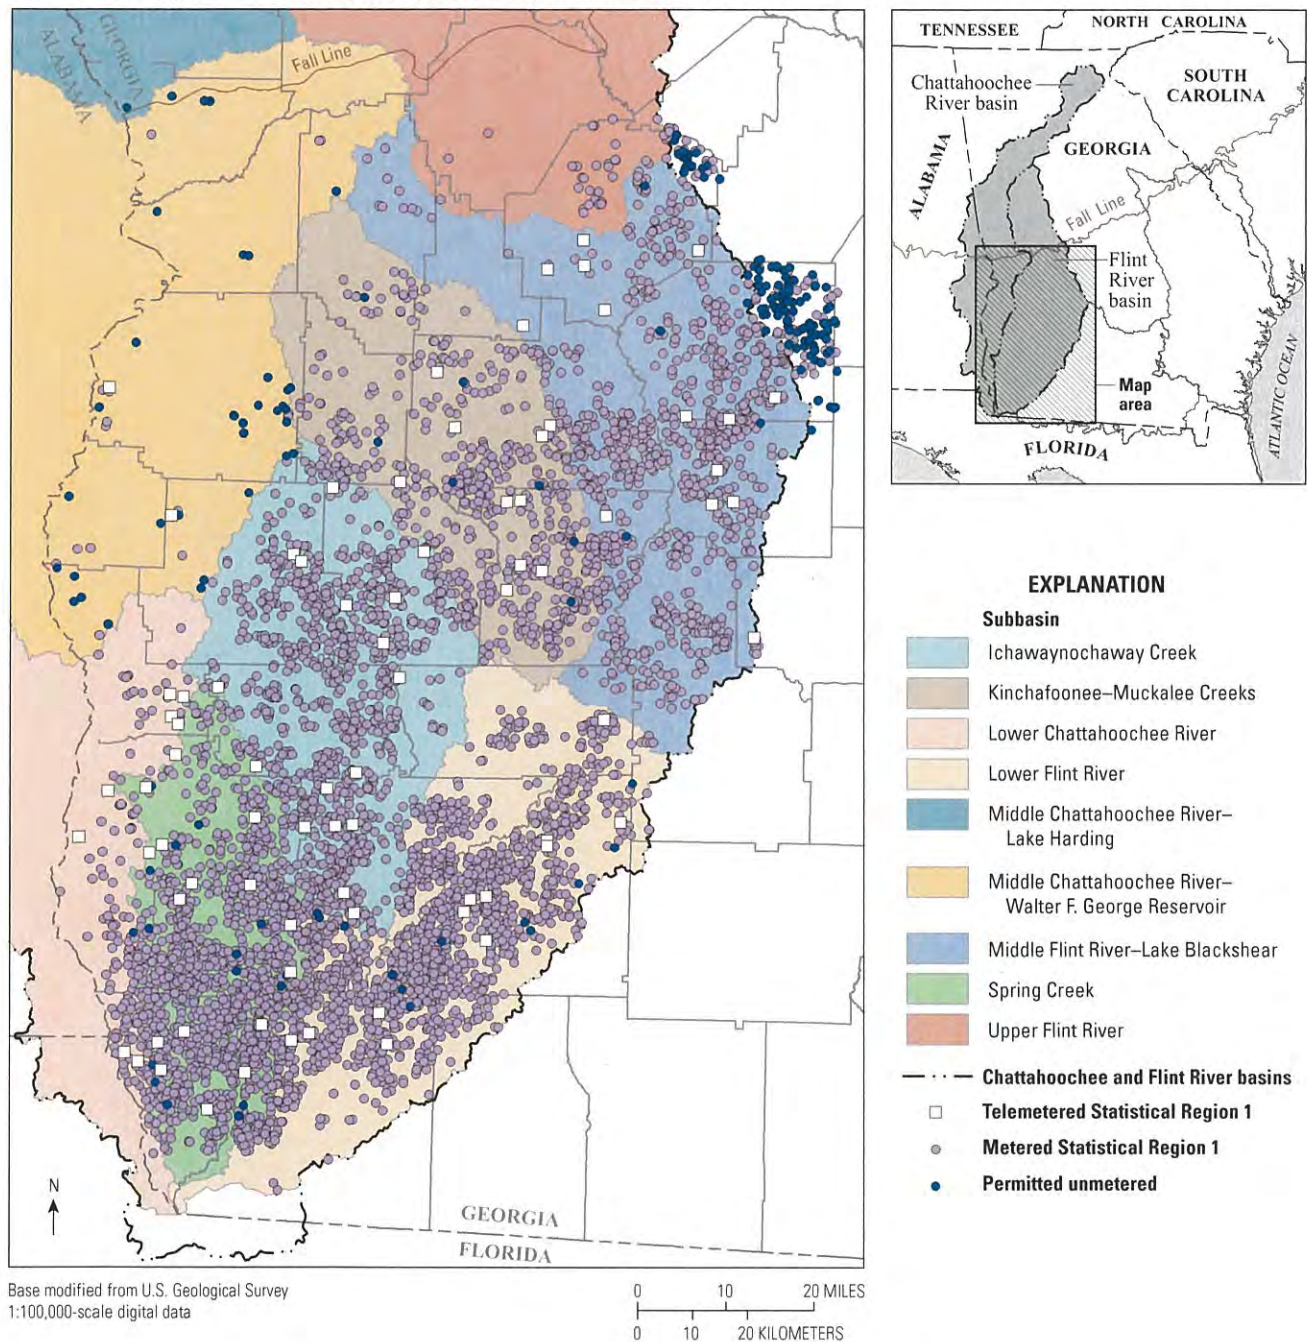 ALABAMA
GEORGIA
Fall Line
GEORGIA
FLORIDA
N
Base modified from U.S. Geological Survey
1:100,000-scale digital data
0 10 20 MILES
0 10 20 KILOMETERS
TENNESSEE
NORTH CAROLINA
Chattahoochee
River basin
SOUTH
CAROLINA
ALABAMA
GEORGIA
Fall Line
Flint
River
basin
Map
area
ATLANTIC OCEAN
FLORIDA
EXPLANATION
Subbasin
Ichawaynochaway Creek
Kinchafoonee–Muckalee Creeks
Lower Chattahoochee River
Lower Flint River
Middle Chattahoochee River–
Lake Harding
Middle Chattahoochee River–
Walter F. George Reservoir
Middle Flint River–Lake Blackshear
Spring Creek
Upper Flint River
Chattahoochee and Flint River basins
Telemetered Statistical Region 1
Metered Statistical Region 1
Permitted unmetered